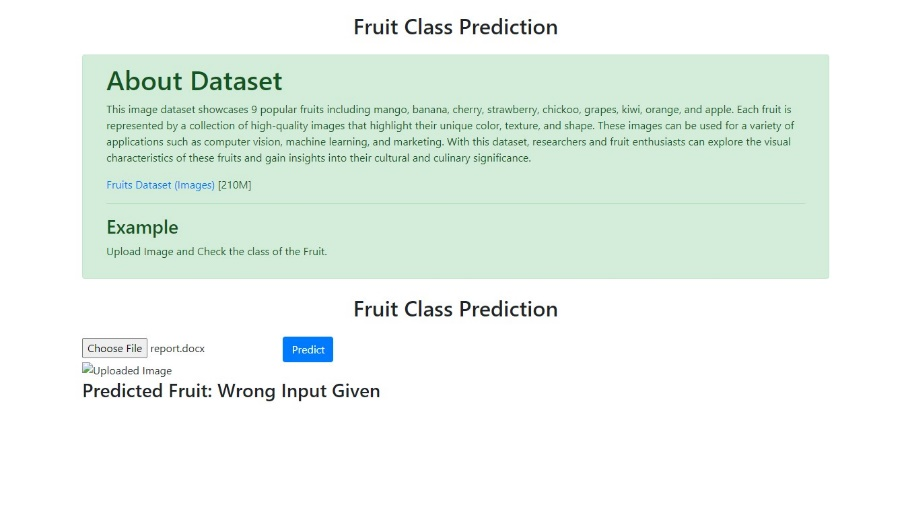 Fruit Class Prediction
About Dataset
This image dataset showcases 9 popular fruits including mango, banana, cherry, strawberry, chickoo, grapes, kiwi, orange, and apple. Each fruit is
represented by a collection of high-quality images that highlight their unique color, texture, and shape. These images can be used for a variety of
applications such as computer vision, machine learning, and marketing. With this dataset, researchers and fruit enthusiasts can explore the visual
characteristics of these fruits and gain insights into their cultural and culinary significance.
Fruits Dataset (Images) [210M]
Example
Upload Image and Check the class of the Fruit.
Fruit Class Prediction
Choose File report.docx Predict
Uploaded Image
Predicted Fruit: Wrong Input Given